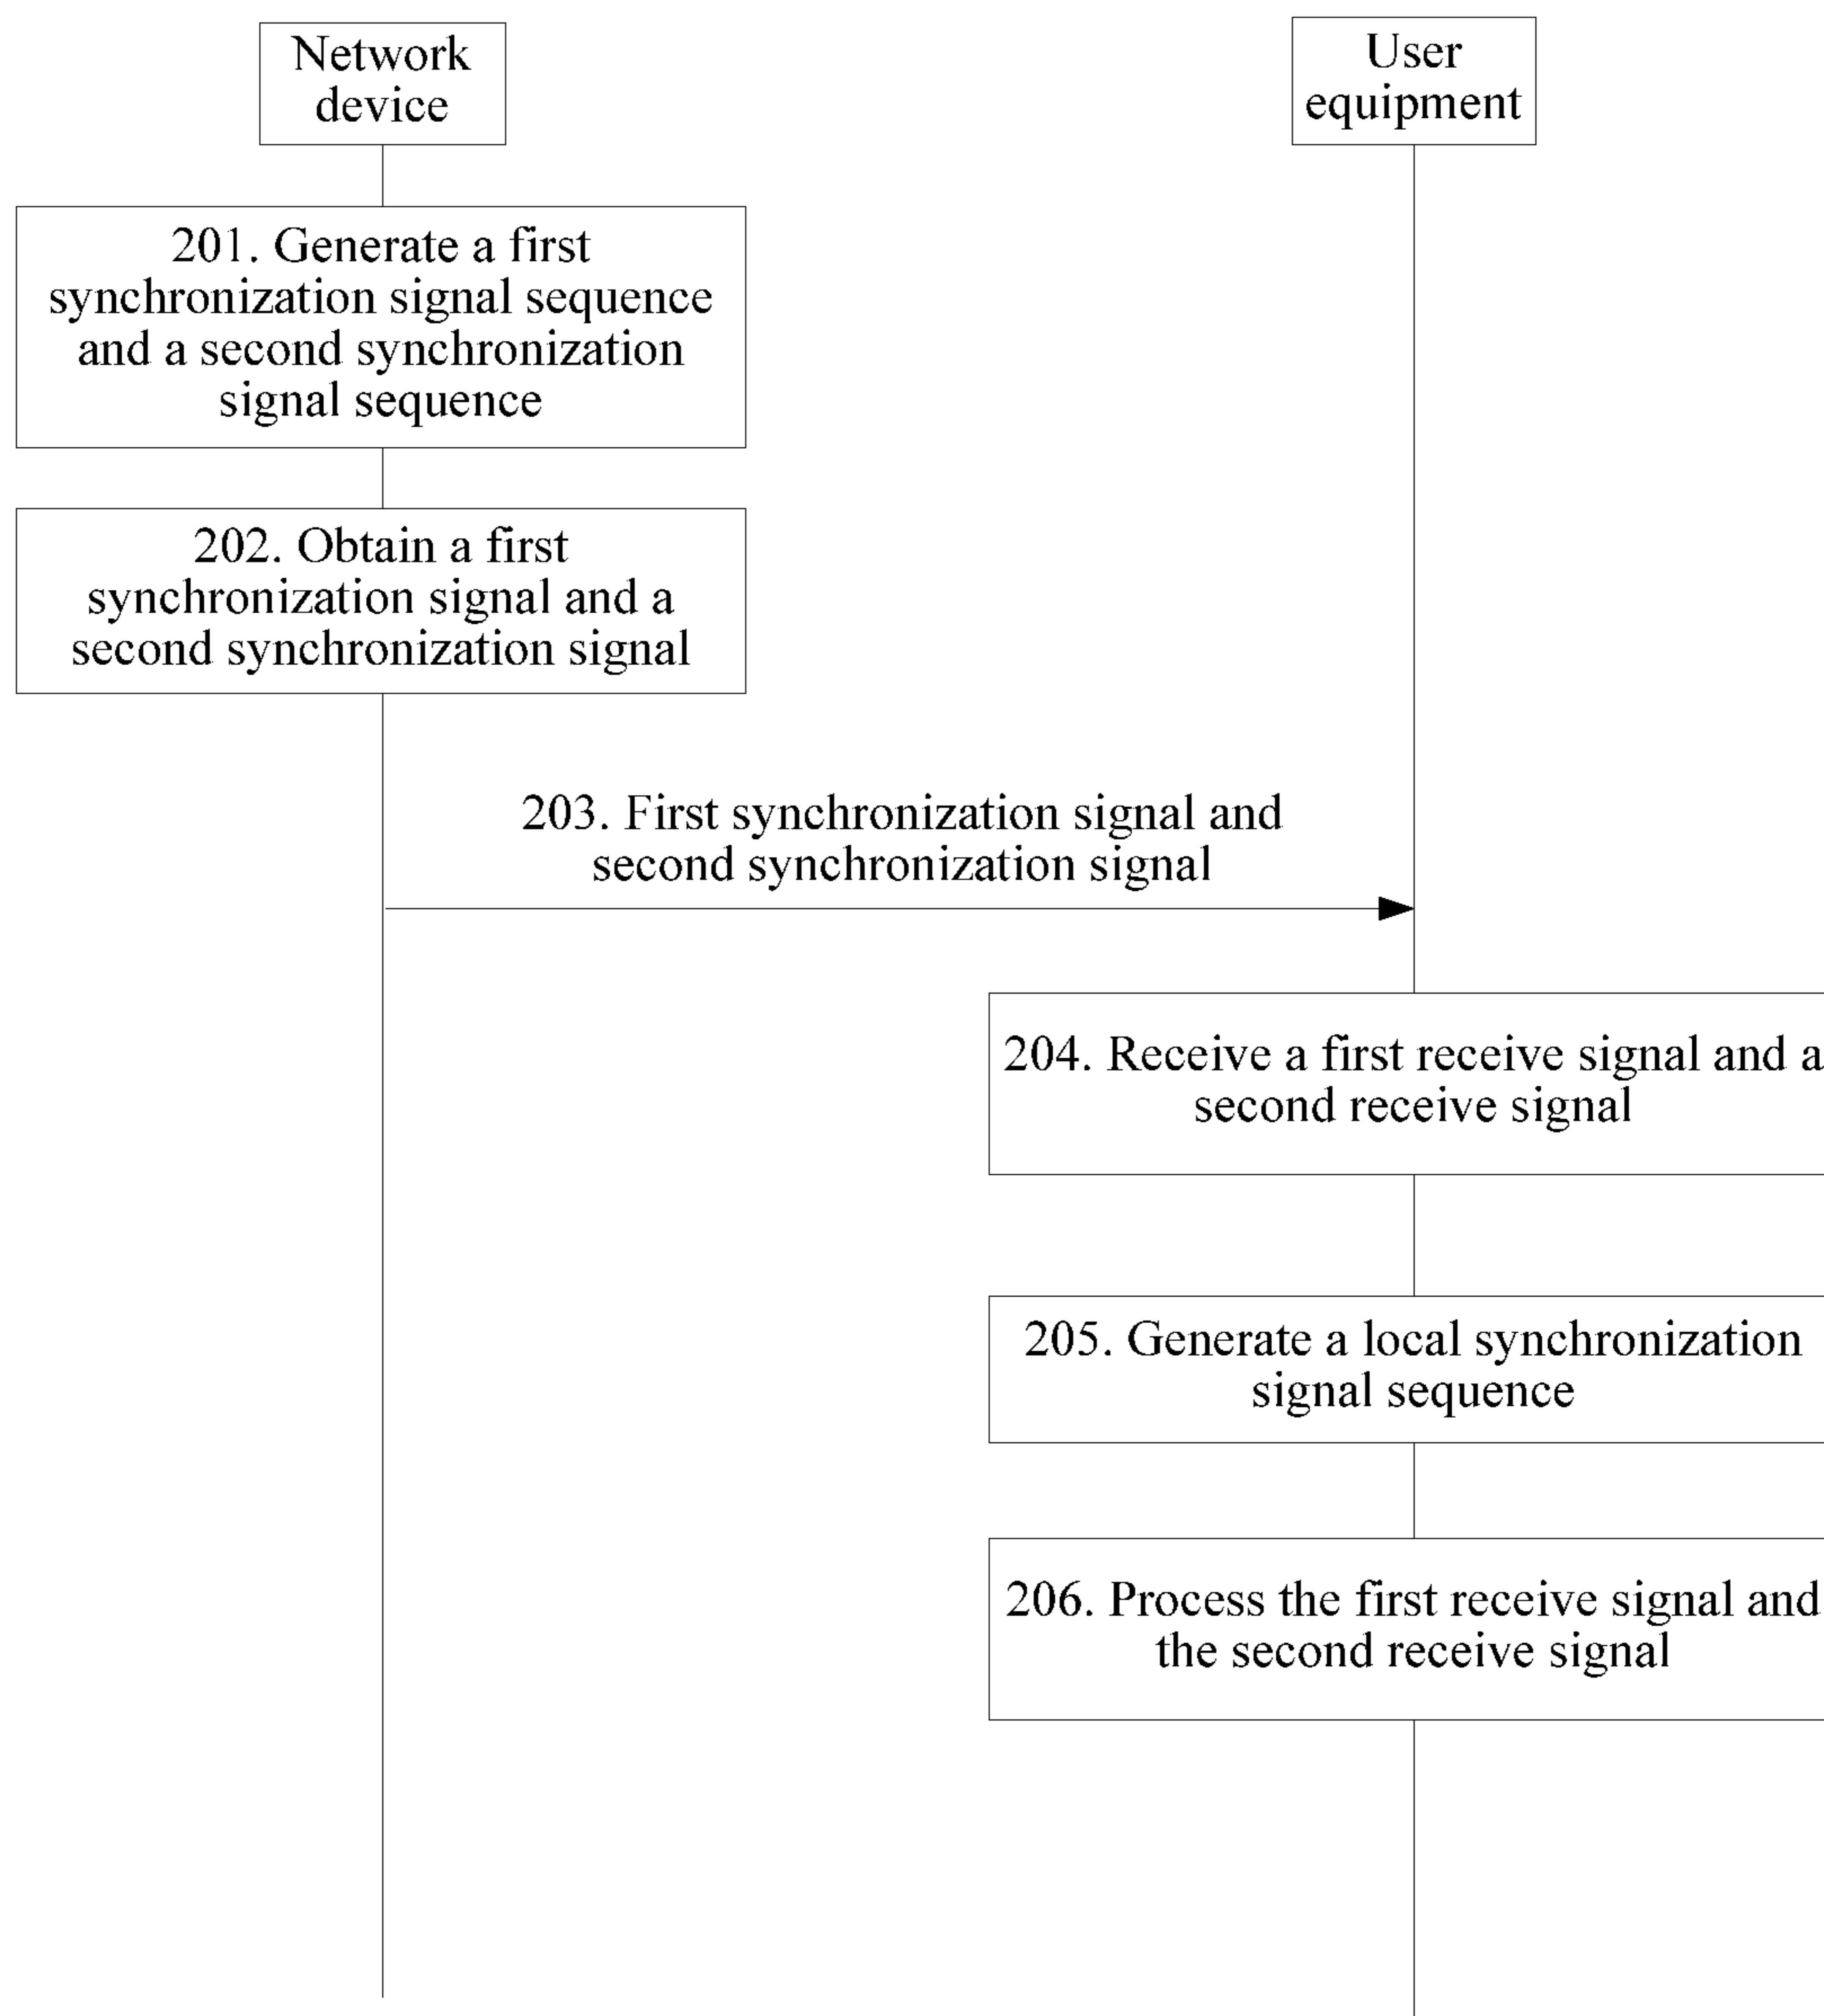 Network
device
User
equipment
201. Generate a first
synchronization signal sequence
and a second synchronization
signal sequence
202. Obtain a first
synchronization signal and a
second synchronization signal
203. First synchronization signal and
second synchronization signal
204. Receive a first receive signal and a
second receive signal
205. Generate a local synchronization
signal sequence
206. Process the first receive signal and
the second receive signal